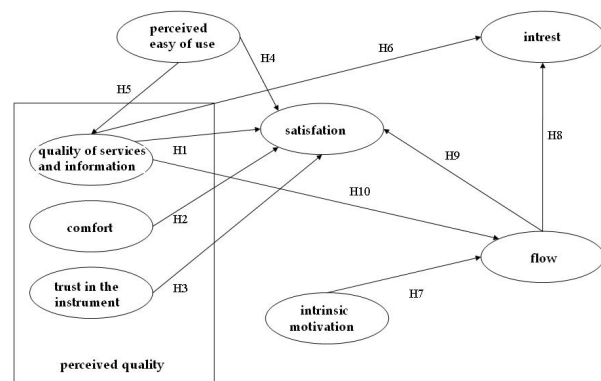 perceived
easy of use
intrest
H4
H6
H5
quality of services
and information
H1
satisfation
H8
H9
H10
comfort
H2
flow
trust in the
instrument
H3
H7
intrinsic
motivation
perceived quality